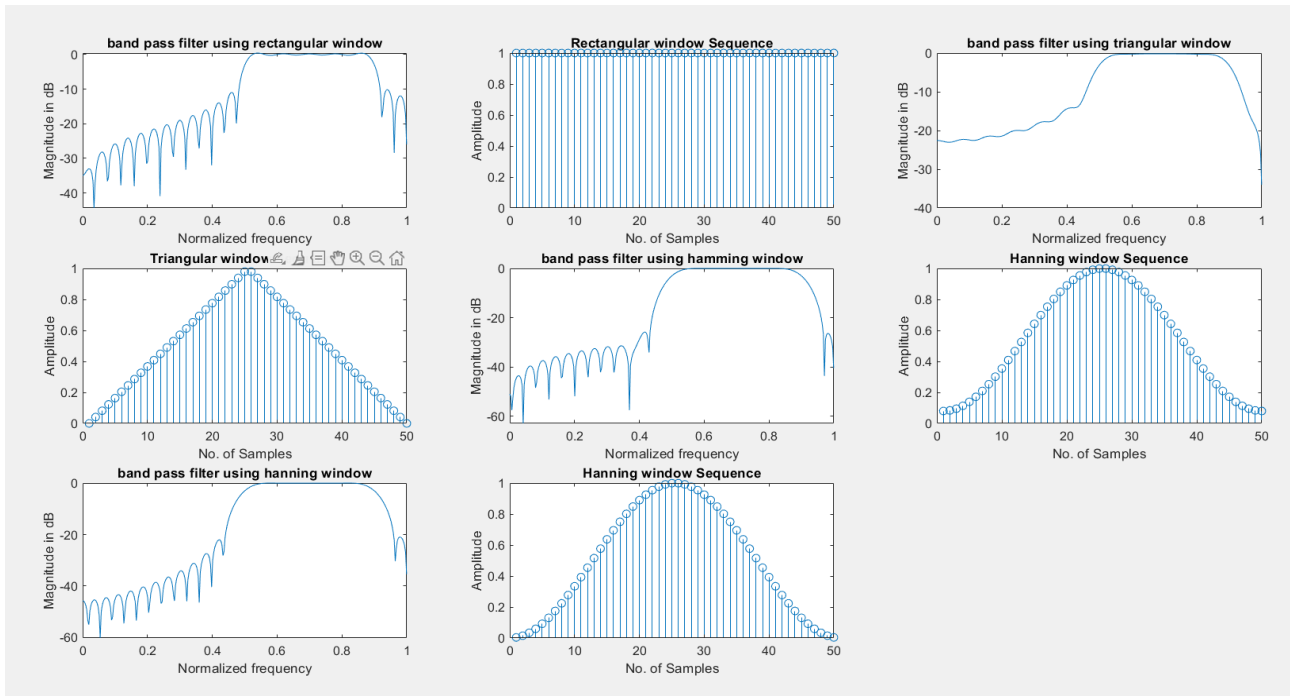 band pass filter using rectangular window
0
-10
-20
-30
-40
Magnitude in dB
0 0.2 0.4 0.6 0.8 1
Normalized frequency
Rectangular window Sequence
1
0.8
0.6
0.4
0.2
0
Amplitude
0 10 20 30 40 50
No. of Samples
band pass filter using triangular window
0
-10
-20
-30
-40
Magnitude in dB
0 0.2 0.4 0.6 0.8 1
Normalized frequency
Triangular window
1
0.8
0.6
0.4
0.2
0
Amplitude
0 10 20 30 40 50
No. of Samples
band pass filter using hamming window
0
-20
-40
-60
Magnitude in dB
0 0.2 0.4 0.6 0.8 1
Normalized frequency
Hanning window Sequence
1
0.8
0.6
0.4
0.2
0
Amplitude
0 10 20 30 40 50
No. of Samples
band pass filter using hanning window
0
-20
-40
-60
Magnitude in dB
0 0.2 0.4 0.6 0.8 1
Normalized frequency
Hanning window Sequence
1
0.8
0.6
0.4
0.2
0
Amplitude
0 10 20 30 40 50
No. of Samples